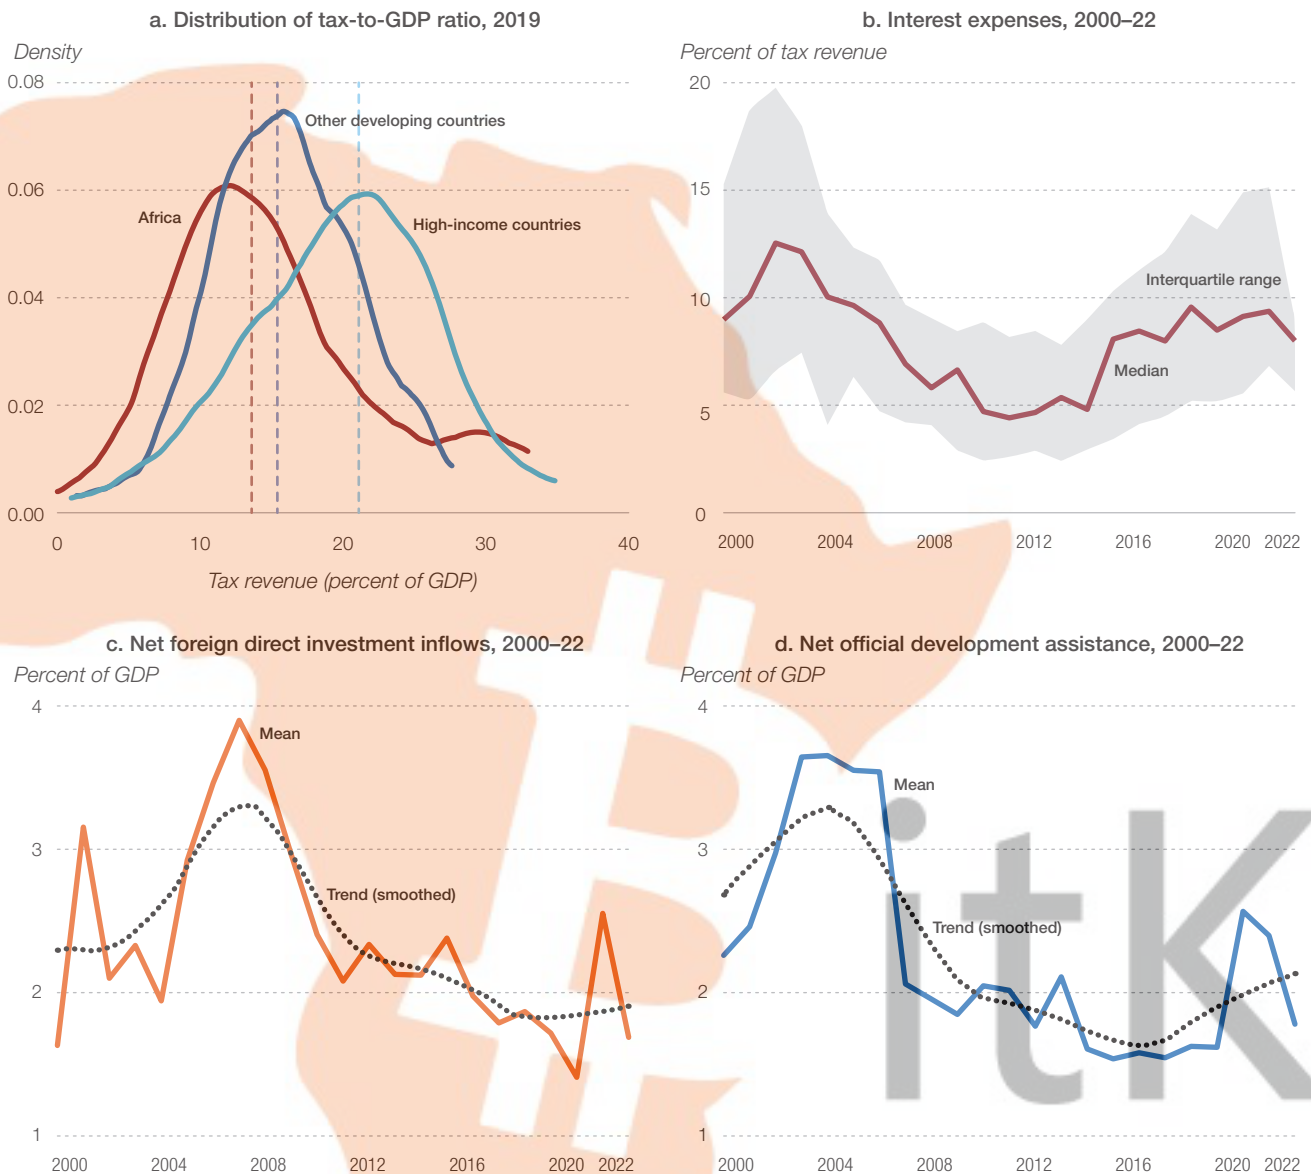 a. Distribution of tax-to-GDP ratio, 2019
Density
0.08
0.06
0.04
0.02
0.00
Other developing countries
Africa
High-income countries
0 10 20 30 40
Tax revenue (percent of GDP)
b. Interest expenses, 2000–22
Percent of tax revenue
20
15
10
5
0
Interquartile range
Median
2000 2004 2008 2012 2016 2020 2022
c. Net foreign direct investment inflows, 2000–22
Percent of GDP
4
3
2
1
Mean
Trend (smoothed)
2000 2004 2008 2012 2016 2020 2022
d. Net official development assistance, 2000–22
Percent of GDP
4
3
2
1
Mean
Trend (smoothed)
2000 2004 2008 2012 2016 2020 2022
itK